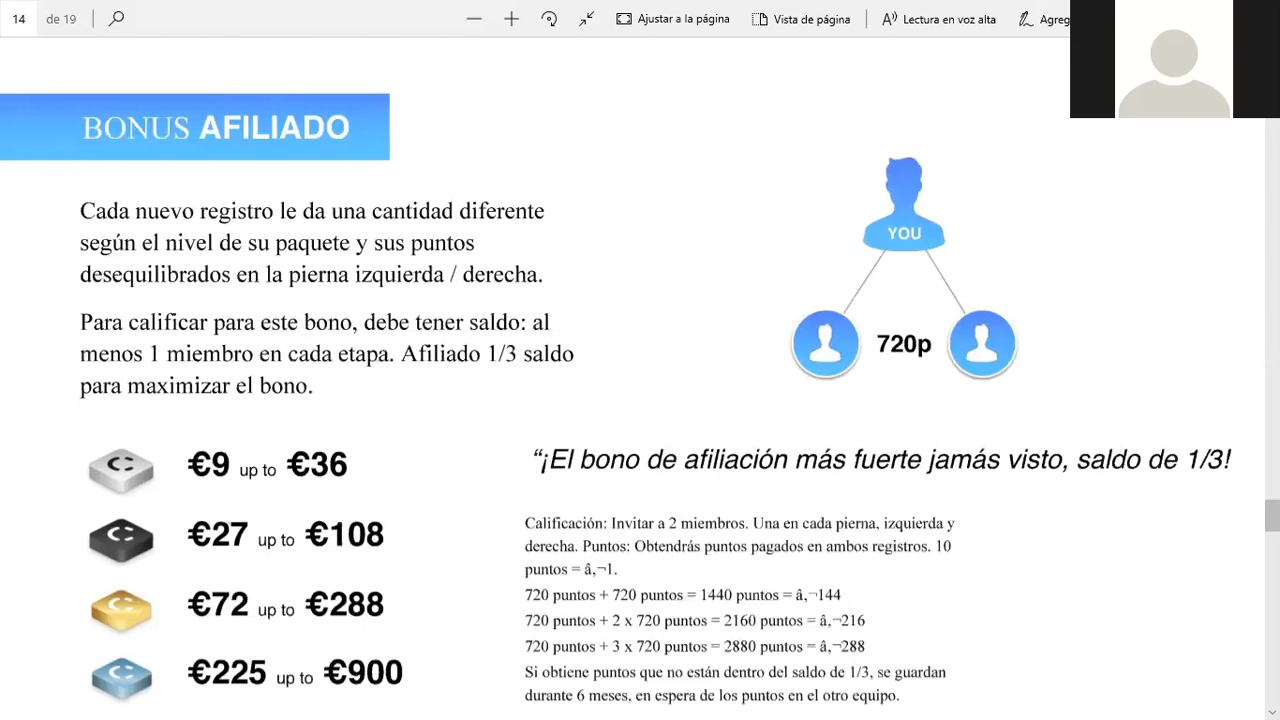 14 de 19 Ajustar a la página Vista de página Lectura en voz alta Agreg
BONUS AFILIADO
Cada nuevo registro le da una cantidad diferente
según el nivel de su paquete y sus puntos
desequilibrados en la pierna izquierda / derecha.
Para calificar para este bono, debe tener saldo: al
menos 1 miembro en cada etapa. Afiliado 1/3 saldo
para maximizar el bono.
YOU
720p
€9 up to €36
€27 up to €108
€72 up to €288
€225 up to €900
“¡El bono de afiliación más fuerte jamás visto, saldo de 1/3!
Calificación: Invitar a 2 miembros. Una en cada pierna, izquierda y
derecha. Puntos: Obtendrás puntos pagados en ambos registros. 10
puntos = â‚¬1.
720 puntos + 720 puntos = 1440 puntos = â‚¬144
720 puntos + 2 x 720 puntos = 2160 puntos = â‚¬216
720 puntos + 3 x 720 puntos = 2880 puntos = â‚¬288
Si obtiene puntos que no están dentro del saldo de 1/3, se guardan
durante 6 meses, en espera de los puntos en el otro equipo.